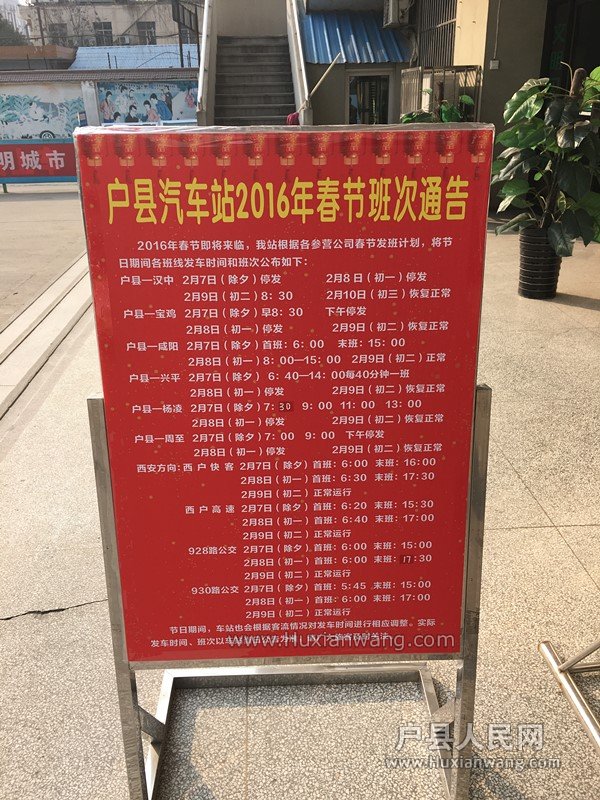 明城市
户县汽车站2016年春节班次通告
2016年春节即将来临，我站根据各参营公司春节发班计划，将节
日期间各班线发车时间和班次公布如下：
户县—汉中 2月7日（除夕）停发 2月8日（初一）停发
2月9日（初二）8：30 2月10日（初三）恢复正常
户县—宝鸡 2月7日（除夕）早8：30 下午停发
2月8日（初一）停发 2月9日（初二）恢复正常
户县—咸阳 2月7日（除夕）首班：6：00 末班：15：00
2月8日（初一）8：00—15：00 2月9日（初二）正常
户县—兴平 2月7日（除夕） 6：40—14：00每40分钟一班
2月8日（初一）停发 2月9日（初二）恢复正常
户县—杨凌 2月7日（除夕）7：30 9：00 11：00 13：00
2月8日（初一）停发 2月9日（初二）恢复正常
户县—周至 2月7日（除夕）7：00 9：00 下午停发
2月8日（初一）停发 2月9日（初二）恢复正常
西安方向：西户快客 2月7日（除夕）首班：6：00 末班：16：00
2月8日（初一）首班：6：30 末班：17：30
2月9日（初二）正常运行
西户高速 2月7日（除夕）首班：6：20 末班：15：30
2月8日（初一）首班：6：40 末班：17：00
2月9日（初二）正常运行
928路公交 2月7日（除夕）首班：6：00 末班：15：00
2月8日（初一）首班：6：00 末班：17：30
2月9日（初二）正常运行
930路公交 2月7日（除夕）首班：5：45 末班：15：00
2月8日（初一）首班：6：00 末班：17：00
2月9日（初二）正常运行
节日期间，车站也会根据客流情况对发车时间进行相应调整。实际
发车时间、班次以车站
www.huxianwang.com
户县人民网
www.huxianwang.com